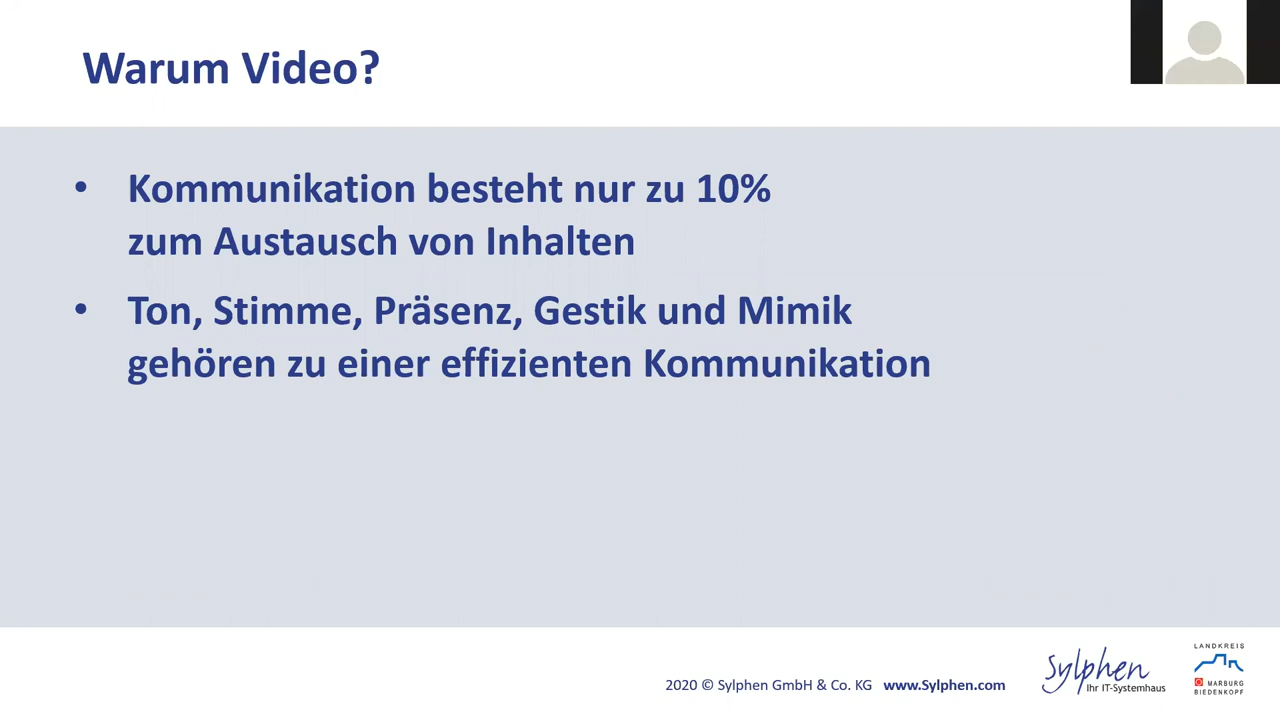 Warum Video?
• Kommunikation besteht nur zu 10%
zum Austausch von Inhalten
• Ton, Stimme, Präsenz, Gestik und Mimik
gehören zu einer effizienten Kommunikation
2020 © Sylphen GmbH & Co. KG www.Sylphen.com
Sylphen
Ihr IT-Systemhaus
LANDKREIS
MARBURG
BIEDENKOPF